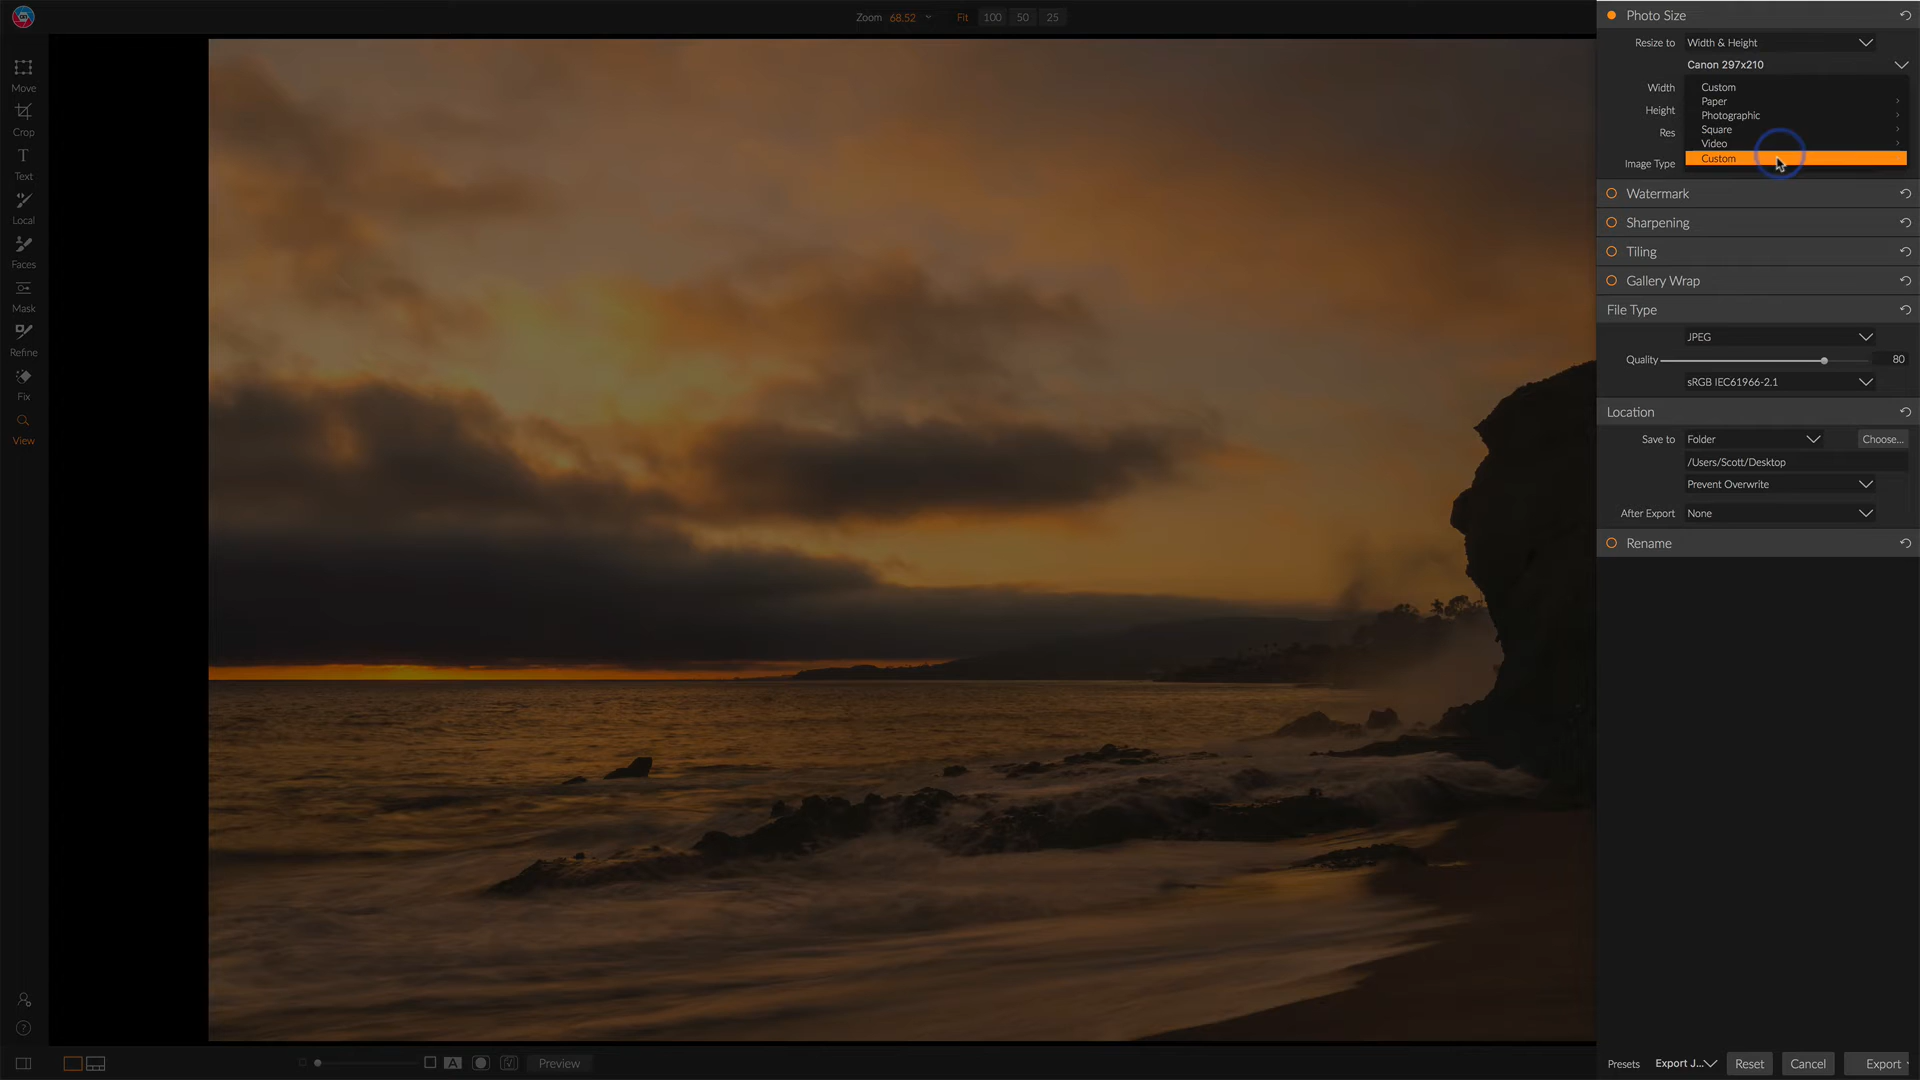 Zoom 68.52 Fit 100 50 25
Move
Crop
T
Text
Local
Faces
Mask
Refine
Fix
View
?
A
Preview
Photo Size
Resize to Width & Height
Canon 297x210
Width
Height
Res
Image Type
Custom
Paper
Photographic
Square
Video
Custom
Watermark
Sharpening
Tiling
Gallery Wrap
File Type
JPEG
Quality 80
sRGB IEC61966-2.1
Location
Save to Folder Choose...
/Users/Scott/Desktop
Prevent Overwrite
After Export None
Rename
Presets Export J... Reset Cancel Export